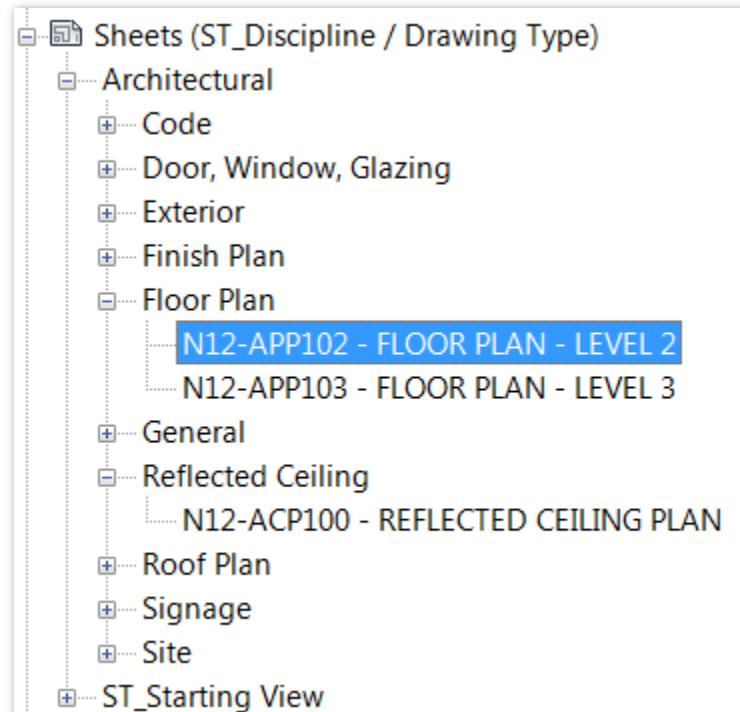 Sheets (ST_Discipline / Drawing Type)
Architectural
Code
Door, Window, Glazing
Exterior
Finish Plan
Floor Plan
N12-APP102 - FLOOR PLAN - LEVEL 2
N12-APP103 - FLOOR PLAN - LEVEL 3
General
Reflected Ceiling
N12-ACP100 - REFLECTED CEILING PLAN
Roof Plan
Signage
Site
ST_Starting View